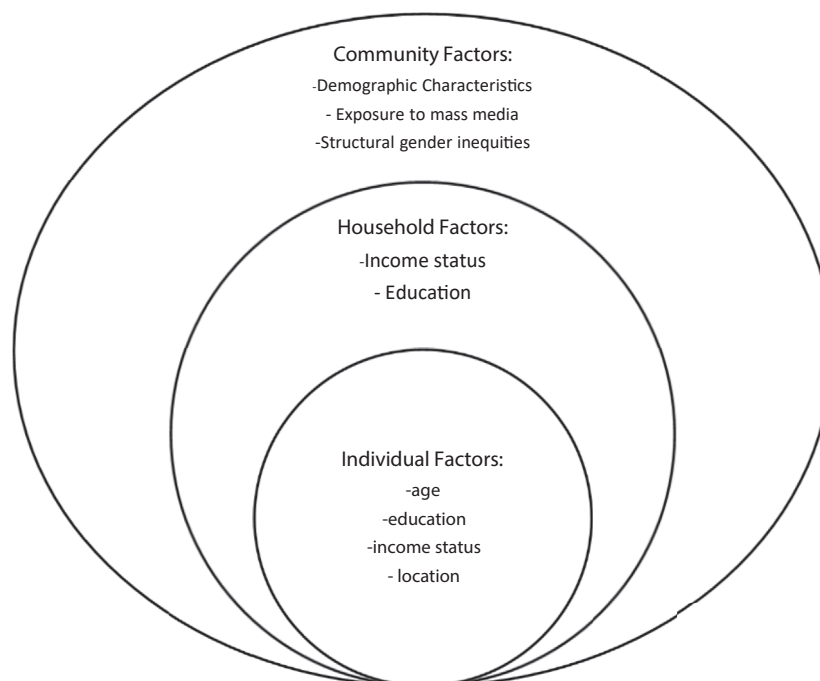 Community Factors:
-Demographic Characteristics
- Exposure to mass media
-Structural gender inequities
Household Factors:
-Income status
- Education
Individual Factors:
-age
-education
-income status
- location